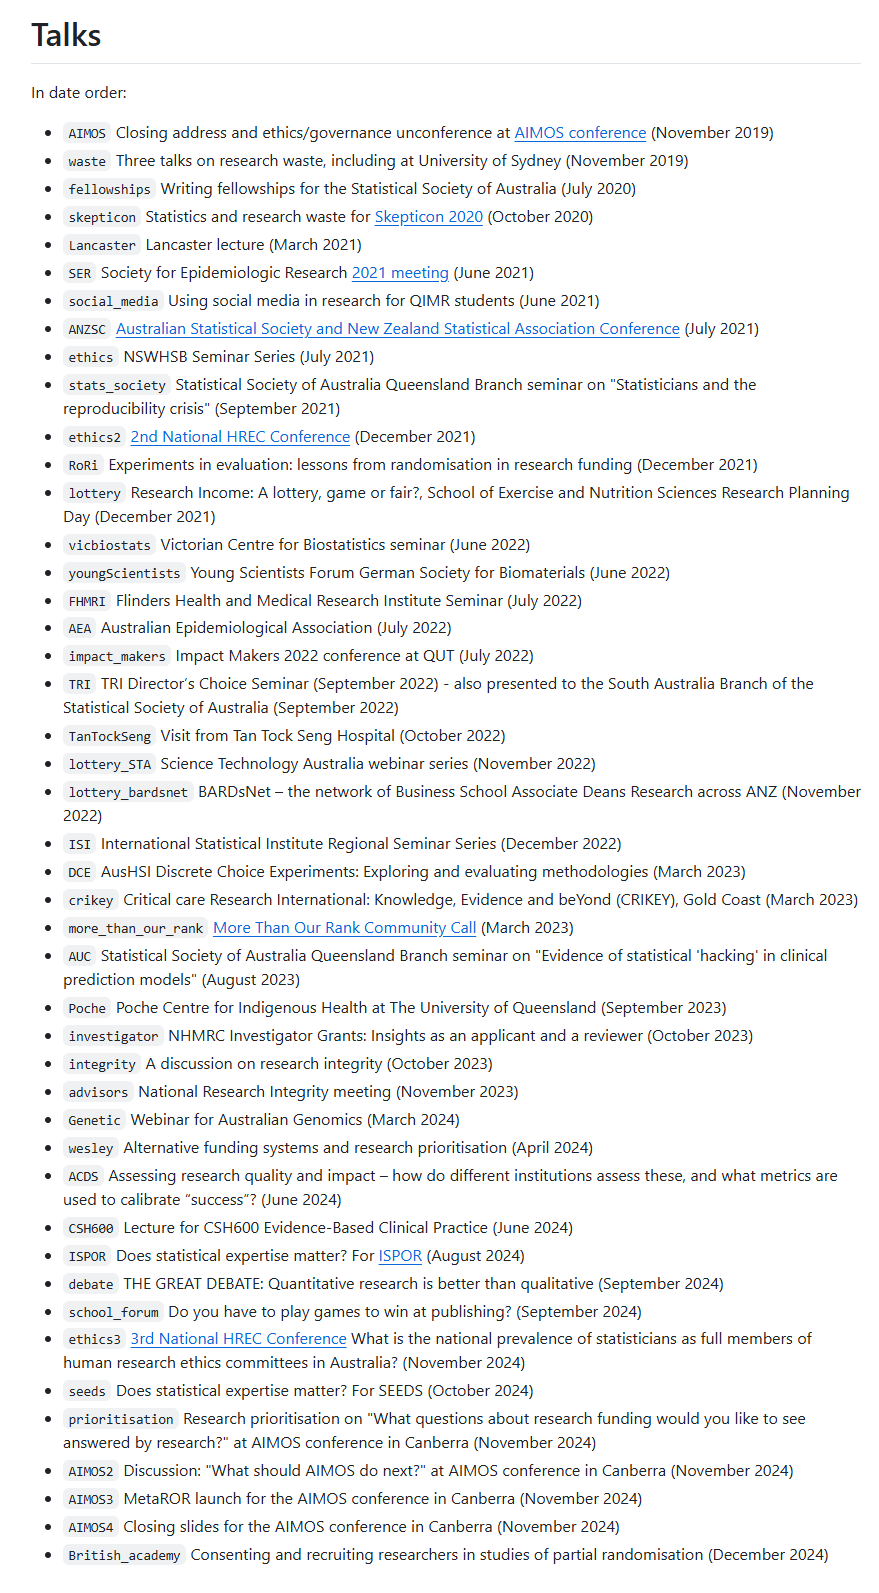 Talks
In date order:
AIMOS Closing address and ethics/governance unconference at AIMOS conference (November 2019)
waste Three talks on research waste, including at University of Sydney (November 2019)
fellowships Writing fellowships for the Statistical Society of Australia (July 2020)
skepticon Statistics and research waste for Skepticon 2020 (October 2020)
Lancaster Lancaster lecture (March 2021)
SER Society for Epidemiologic Research 2021 meeting (June 2021)
social_media Using social media in research for QIMR students (June 2021)
ANZSC Australian Statistical Society and New Zealand Statistical Association Conference (July 2021)
ethics NSWHSB Seminar Series (July 2021)
stats_society Statistical Society of Australia Queensland Branch seminar on "Statisticians and the
reproducibility crisis" (September 2021)
ethics2 2nd National HREC Conference (December 2021)
RoRi Experiments in evaluation: lessons from randomisation in research funding (December 2021)
lottery Research Income: A lottery, game or fair?, School of Exercise and Nutrition Sciences Research Planning
Day (December 2021)
vicbiostats Victorian Centre for Biostatistics seminar (June 2022)
youngScientists Young Scientists Forum German Society for Biomaterials (June 2022)
FHMRI Flinders Health and Medical Research Institute Seminar (July 2022)
AEA Australian Epidemiological Association (July 2022)
impact_makers Impact Makers 2022 conference at QUT (July 2022)
TRI TRI Director’s Choice Seminar (September 2022) - also presented to the South Australia Branch of the
Statistical Society of Australia (September 2022)
TanTockSeng Visit from Tan Tock Seng Hospital (October 2022)
lottery_STA Science Technology Australia webinar series (November 2022)
lottery_bardsnet BARDsNet – the network of Business School Associate Deans Research across ANZ (November
2022)
ISI International Statistical Institute Regional Seminar Series (December 2022)
DCE AusHSI Discrete Choice Experiments: Exploring and evaluating methodologies (March 2023)
crikey Critical care Research International: Knowledge, Evidence and beYond (CRIKEY), Gold Coast (March 2023)
more_than_our_rank More Than Our Rank Community Call (March 2023)
AUC Statistical Society of Australia Queensland Branch seminar on "Evidence of statistical 'hacking' in clinical
prediction models" (August 2023)
Poche Poche Centre for Indigenous Health at The University of Queensland (September 2023)
investigator NHMRC Investigator Grants: Insights as an applicant and a reviewer (October 2023)
integrity A discussion on research integrity (October 2023)
advisors National Research Integrity meeting (November 2023)
Genetic Webinar for Australian Genomics (March 2024)
wesley Alternative funding systems and research prioritisation (April 2024)
ACDS Assessing research quality and impact – how do different institutions assess these, and what metrics are
used to calibrate “success”? (June 2024)
CSH600 Lecture for CSH600 Evidence-Based Clinical Practice (June 2024)
ISPOR Does statistical expertise matter? For ISPOR (August 2024)
debate THE GREAT DEBATE: Quantitative research is better than qualitative (September 2024)
school_forum Do you have to play games to win at publishing? (September 2024)
ethics3 3rd National HREC Conference What is the national prevalence of statisticians as full members of
human research ethics committees in Australia? (November 2024)
seeds Does statistical expertise matter? For SEEDS (October 2024)
prioritisation Research prioritisation on "What questions about research funding would you like to see
answered by research?" at AIMOS conference in Canberra (November 2024)
AIMOS2 Discussion: "What should AIMOS do next?" at AIMOS conference in Canberra (November 2024)
AIMOS3 MetaROR launch for the AIMOS conference in Canberra (November 2024)
AIMOS4 Closing slides for the AIMOS conference in Canberra (November 2024)
British_academy Consenting and recruiting researchers in studies of partial randomisation (December 2024)